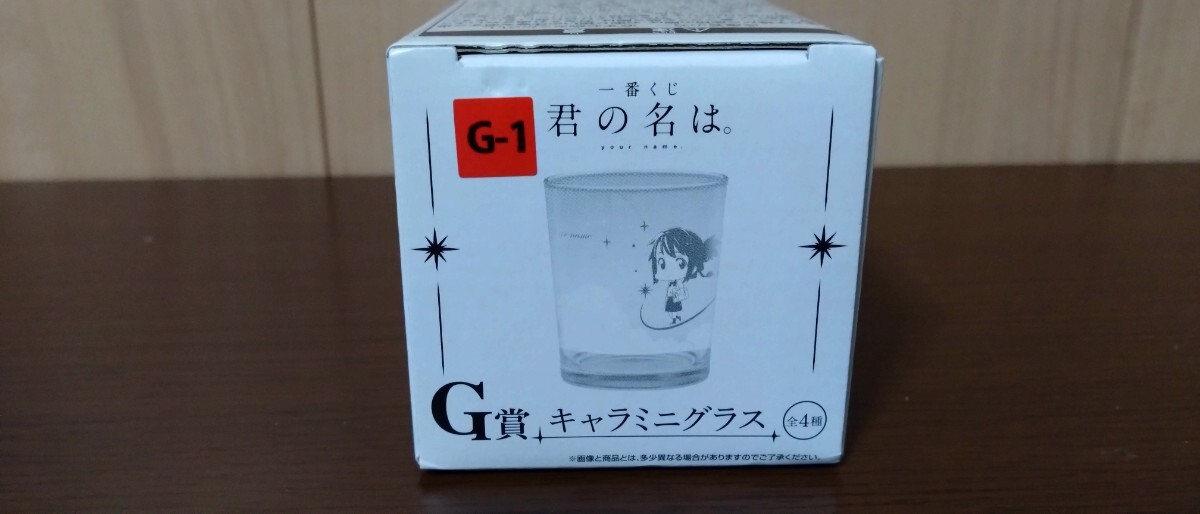 一番くじ
G-1
君の名は。
your name.
G賞 キャラミニグラス 全4種
※画像と商品とは、多少異なる場合がありますのでご了承ください。